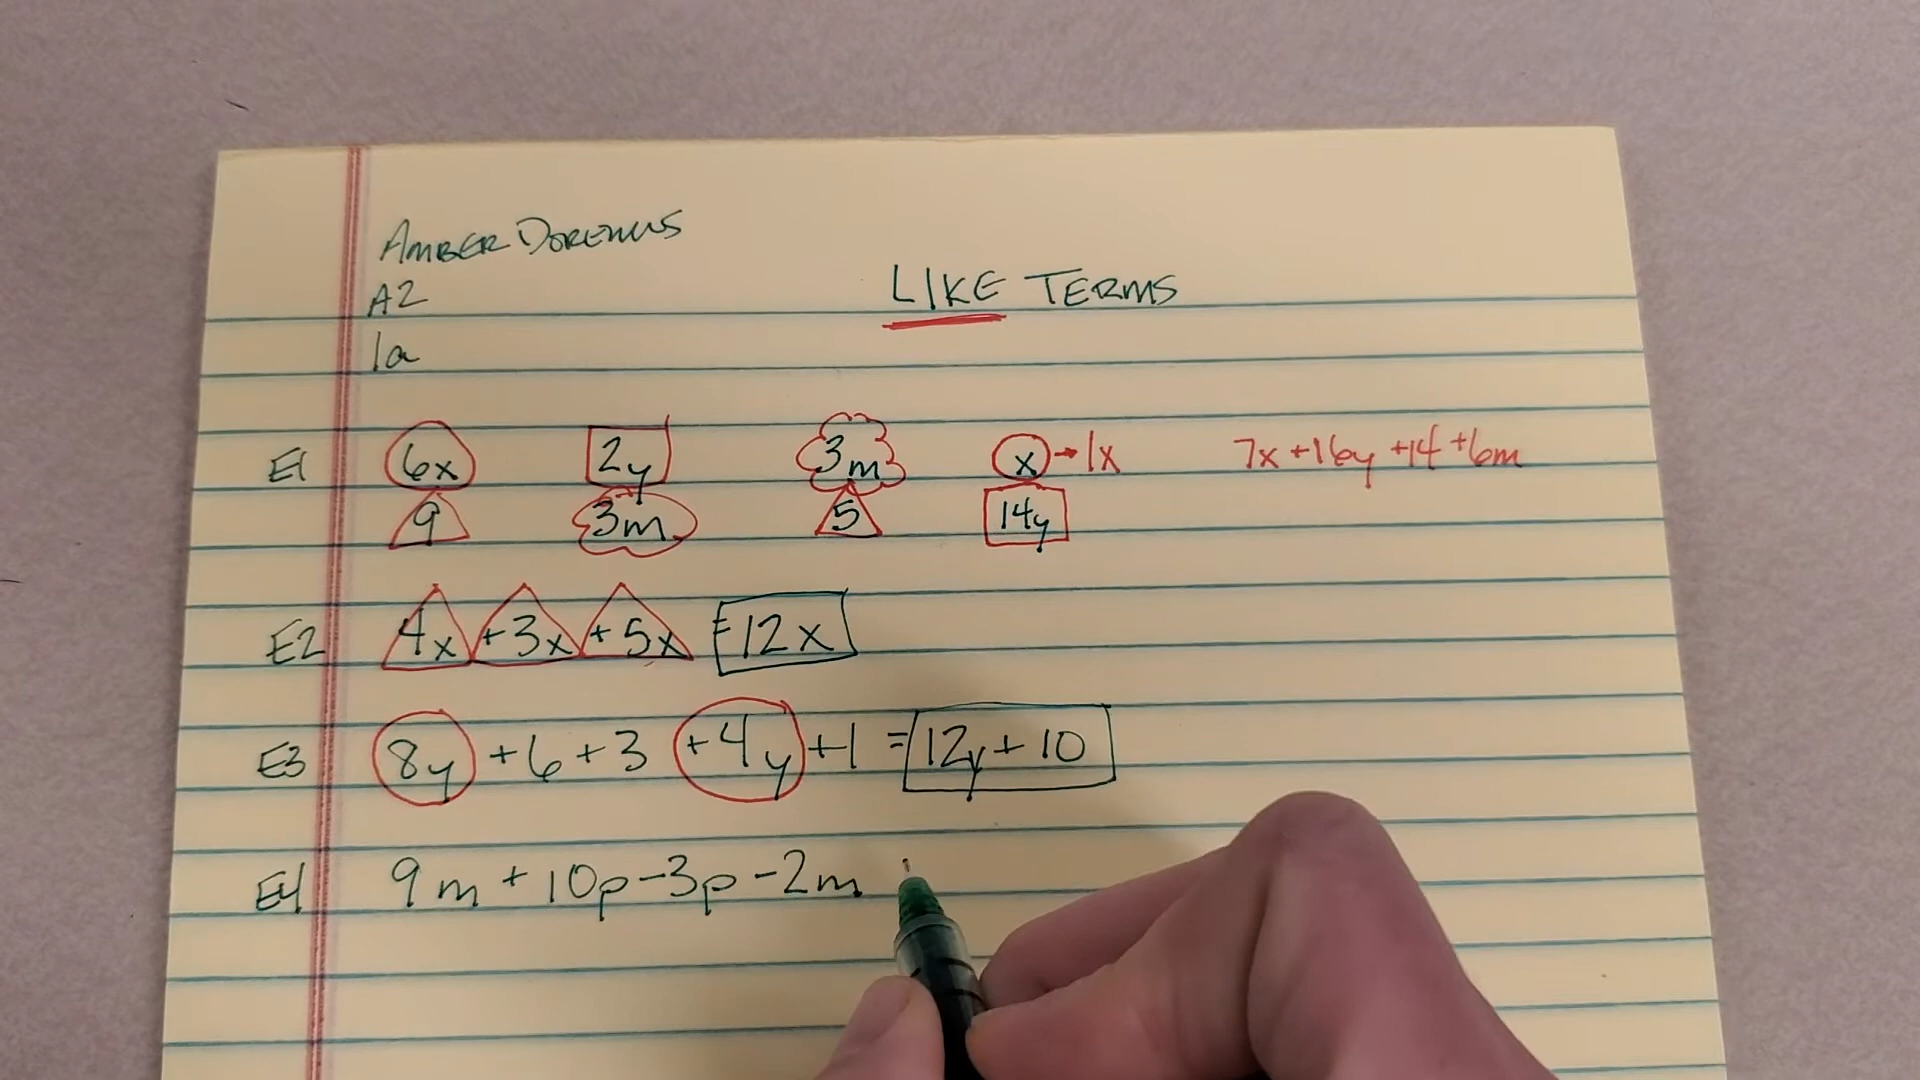 AMBER DOREMUS
A2
LIKE TERMS
1a
E1 6x 2y 3m x → 1x 7x + 16y + 14 + 6m
9 3m 5 14y
E2 4x + 3x + 5x = 12x
E3 8y + 6 + 3 + 4y + 1 = 12y + 10
E4 9m + 10p - 3p - 2m